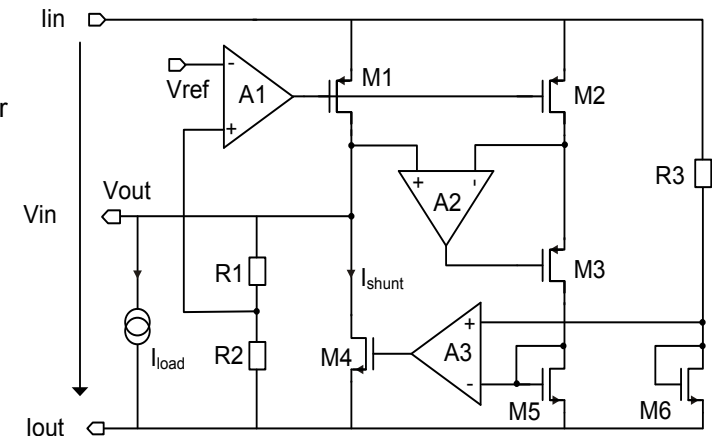 Iin
M1
Vref
-
A1
M2
r
+
Vout
+
-
R3
A2
Vin
R1
Ishunt
M3
+
A3
Iload
R2
M4
-
M5
M6
Iout